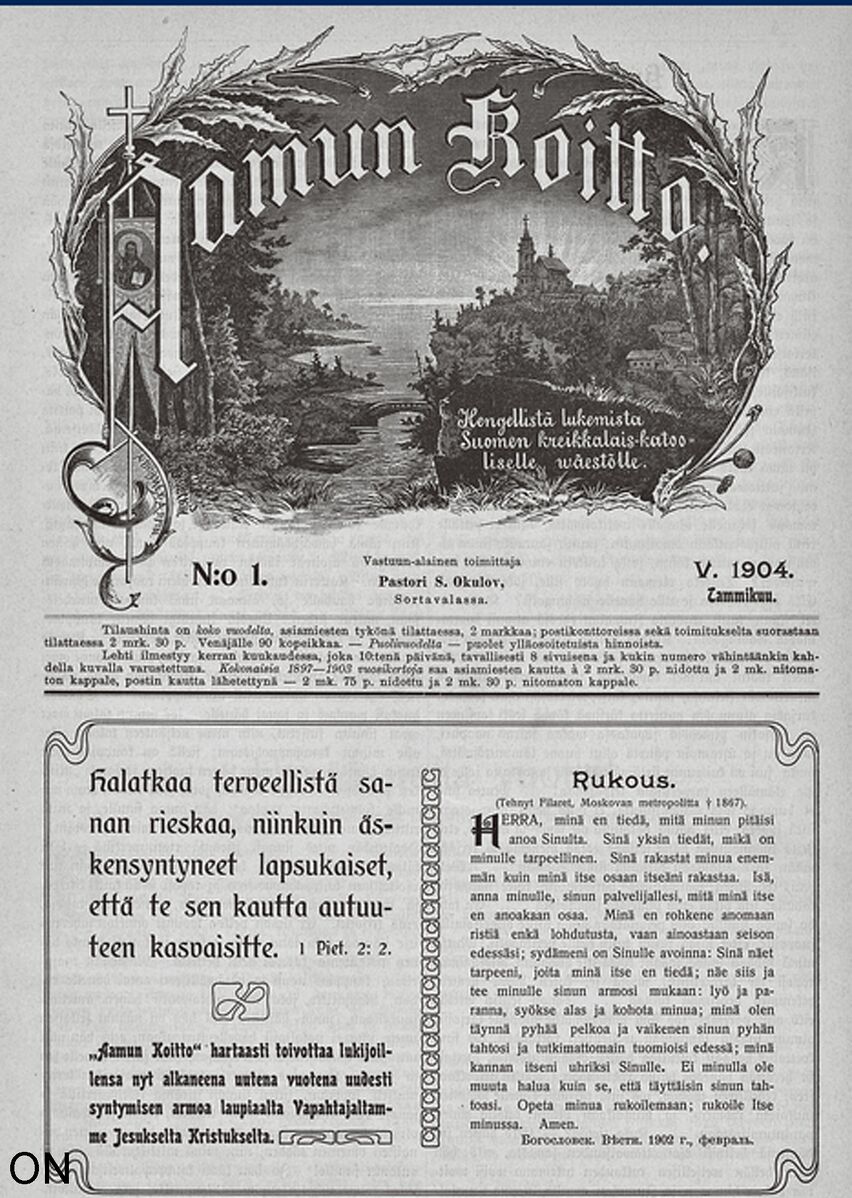 Aamun Koitto.
Hengellistä lukemista
Suomen kreikkalais-katoo-
liselle wäestölle.
N:o 1.
Vastuun-alainen toimittaja
Pastori S. Okulov,
Sortavalassa.
V. 1904.
Tammikuu.
Tilaushinta on koko vuodelta, asiamiesten tykönä tilattaessa, 2 markkaa; postikonttoreissa sekä toimitukselta suorastaan
tilattaessa 2 mrk. 30 p. Venäjälle 90 kopeikkaa. — Puolivuodelta — puolet ylläosoitetuista hinnoista.
Lehti ilmestyy kerran kuukaudessa, joka 10:tenä päivänä, tavallisesti 8 sivuisena ja kukin numero vähintäänkin kah-
della kuvalla varustettuna. Kokonaisia 1897—1903 vuosikertoja saa asiamiesten kautta à 2 mrk. 30 p. nidottu ja 2 mk. nitoma-
ton kappale, postin kautta lähetettynä — 2 mk. 75 p. nidottu ja 2 mk. 30 p. nitomaton kappale.
Halatkaa terveellistä sa-
nan rieskaa, niinkuin äs-
kensyntyneet lapsukaiset,
että te sen kautta autuu-
teen kasvaisitte. 1 Piet. 2: 2.
„Aamun Koitto“ hartaasti toivottaa lukijoil-
lensa nyt alkaneena uutena vuotena uudesti
syntymisen armoa laupiaalta Vapahtajaltam-
me Jesukselta Kristukselta.
Rukous.
(Tehnyt Filaret, Moskovan metropolitta † 1867).
HERRA, minä en tiedä, mitä minun pitäisi
anoa Sinulta. Sinä yksin tiedät, mikä on
minulle tarpeellinen. Sinä rakastat minua enem-
män kuin minä itse osaan itseäni rakastaa. Isä,
anna minulle, sinun palvelijallesi, mitä minä itse
en anoakaan osaa. Minä en rohkene anomaan
ristiä enkä lohdutusta, vaan ainoastaan seison
edessäsi; sydämeni on Sinulle avoinna: Sinä näet
tarpeeni, joita minä itse en tiedä; näe siis ja
tee minulle sinun armosi mukaan: lyö ja pa-
ranna, syökse alas ja kohota minua; minä olen
täynnä pyhää pelkoa ja vaikenen sinun pyhän
tahtosi ja tutkimattomain tuomioisi edessä; minä
kannan itseni uhriksi Sinulle. Ei minulla ole
muuta halua kuin se, että täyttäisin sinun tah-
toasi. Opeta minua rukoilemaan; rukoile Itse
minussa. Amen.
Богословск. Вѣстн. 1902 г., февраль.
ON